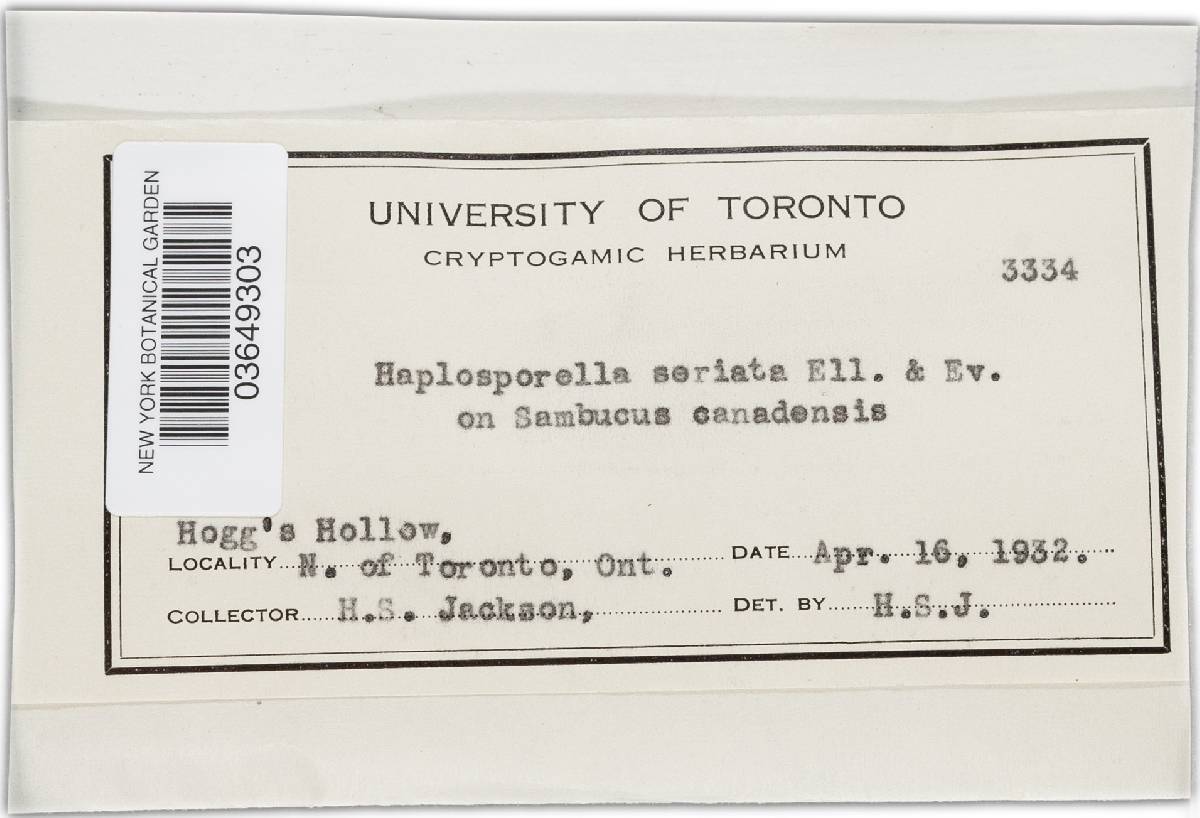 NEW YORK BOTANICAL GARDEN
03649303
UNIVERSITY OF TORONTO
CRYPTOGAMIC HERBARIUM
3334
Haplosporella seriata Ell. & Ev.
on Sambucus canadensis
Hogg's Hollow,
LOCALITY N. of Toronto, Ont. DATE Apr. 16, 1932.
COLLECTOR H.S. Jackson, DET. BY H.S.J.